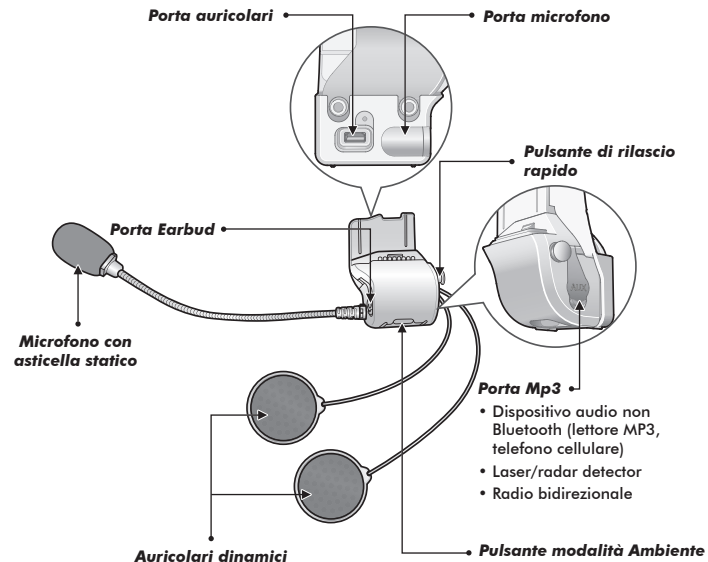 Porta auricolari
Porta microfono
Pulsante di rilascio
rapido
Porta Earbud
AUX
Microfono con
asticella statico
Porta Mp3
• Dispositivo audio non
Bluetooth (lettore MP3,
telefono cellulare)
• Laser/radar detector
• Radio bidirezionale
Auricolari dinamici
Pulsante modalità Ambiente